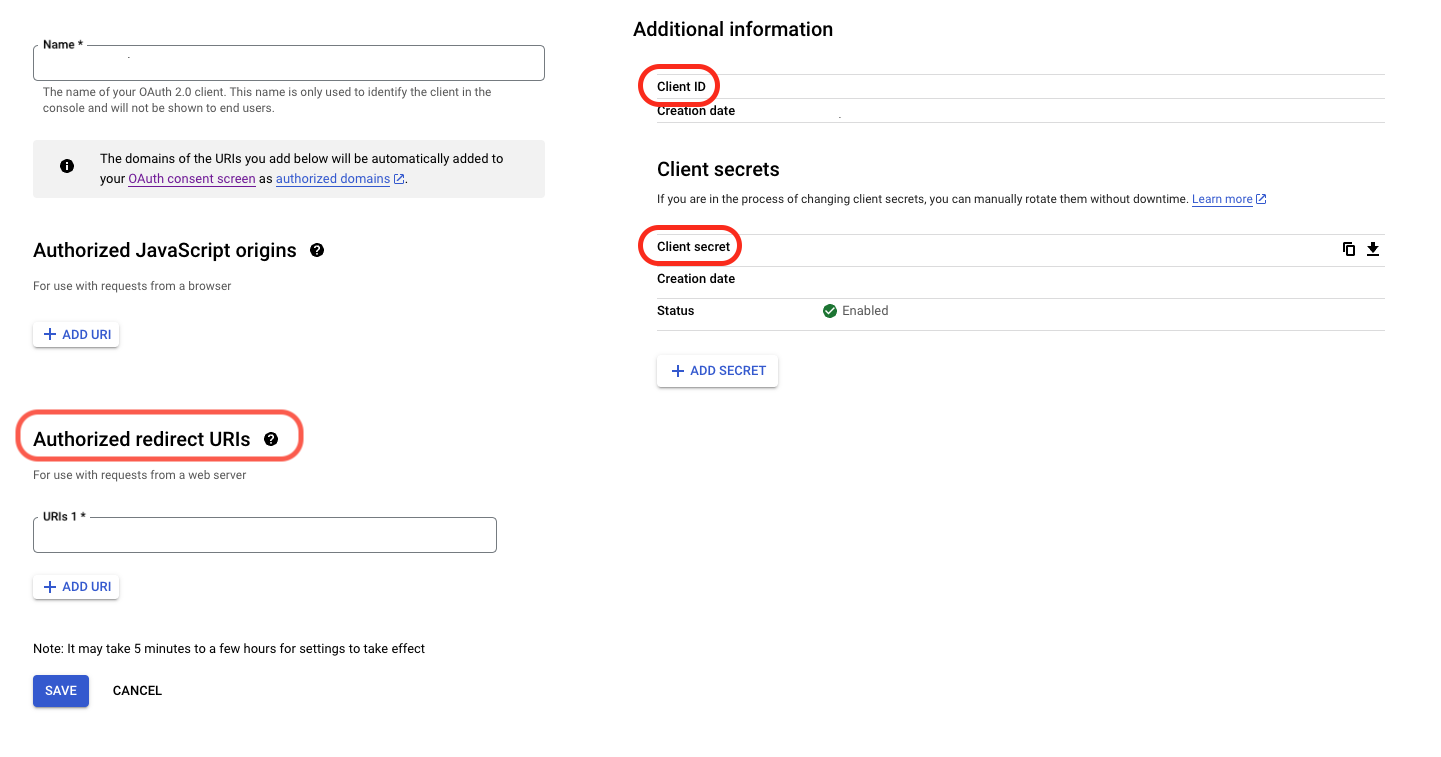 Name *
The name of your OAuth 2.0 client. This name is only used to identify the client in the
console and will not be shown to end users.
The domains of the URIs you add below will be automatically added to
your OAuth consent screen as authorized domains.
Authorized JavaScript origins
For use with requests from a browser
ADD URI
Authorized redirect URIs
For use with requests from a web server
URIs 1 *
ADD URI
Note: It may take 5 minutes to a few hours for settings to take effect
SAVE
CANCEL
Additional information
Client ID
Creation date
Client secrets
If you are in the process of changing client secrets, you can manually rotate them without downtime. Learn more
Client secret
Creation date
Status
Enabled
ADD SECRET